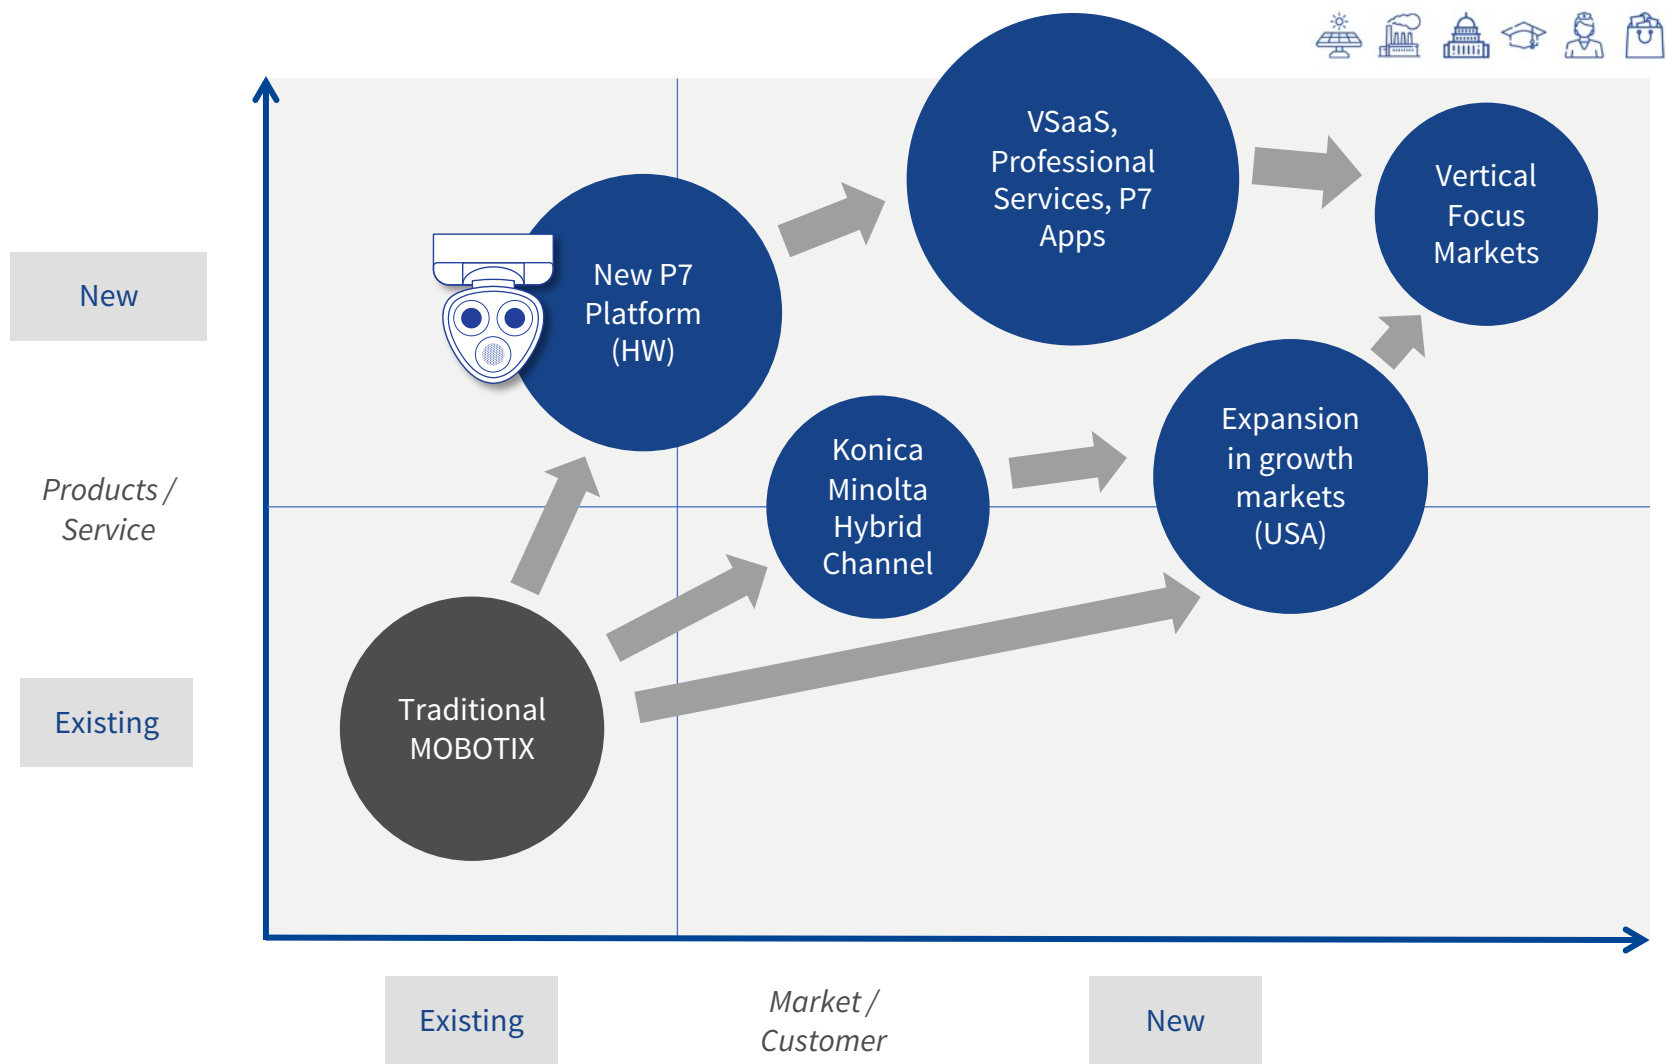 VSaaS,
Professional
Services, P7
Apps
Vertical
Focus
Markets
New
New P7
Platform
(HW)
Expansion
in growth
markets
(USA)
Konica
Minolta
Hybrid
Channel
Products /
Service
Existing
Traditional
MOBOTIX
Existing
Market /
Customer
New